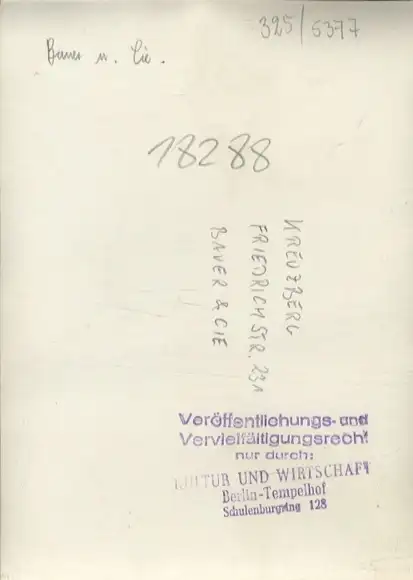 325/5377
Bauer u. Cie.
18288
KREUZBERG
FRIEDRICHSTR. 231
BAUER & CIE
Veröffentlichungs- und
Vervielfältigungsrecht
nur durch:
KULTUR UND WIRTSCHAFT
Berlin-Tempelhof
Schulenburgring 128